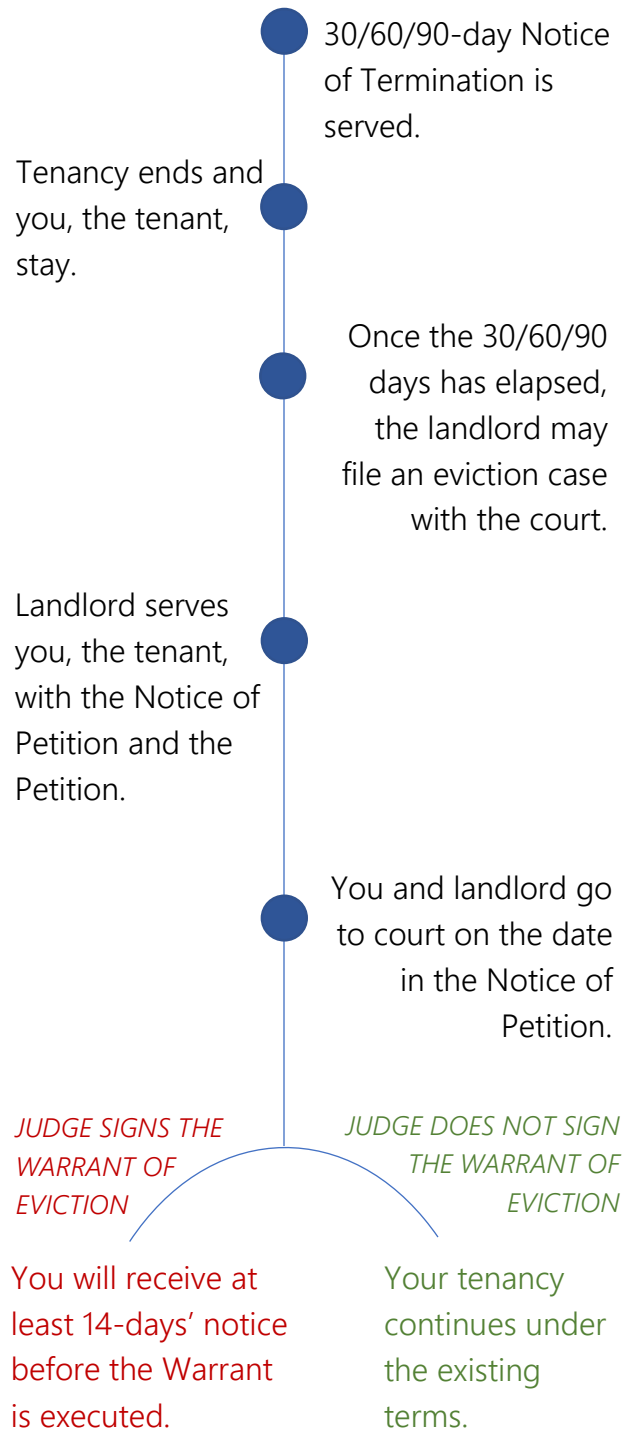 30/60/90-day Notice
of Termination is
served.
Tenancy ends and
you, the tenant,
stay.
Once the 30/60/90
days has elapsed,
the landlord may
file an eviction case
with the court.
Landlord serves
you, the tenant,
with the Notice of
Petition and the
Petition.
You and landlord go
to court on the date
in the Notice of
Petition.
JUDGE SIGNS THE
WARRANT OF
EVICTION
JUDGE DOES NOT SIGN
THE WARRANT OF
EVICTION
You will receive at
least 14-days’ notice
before the Warrant
is executed.
Your tenancy
continues under
the existing
terms.